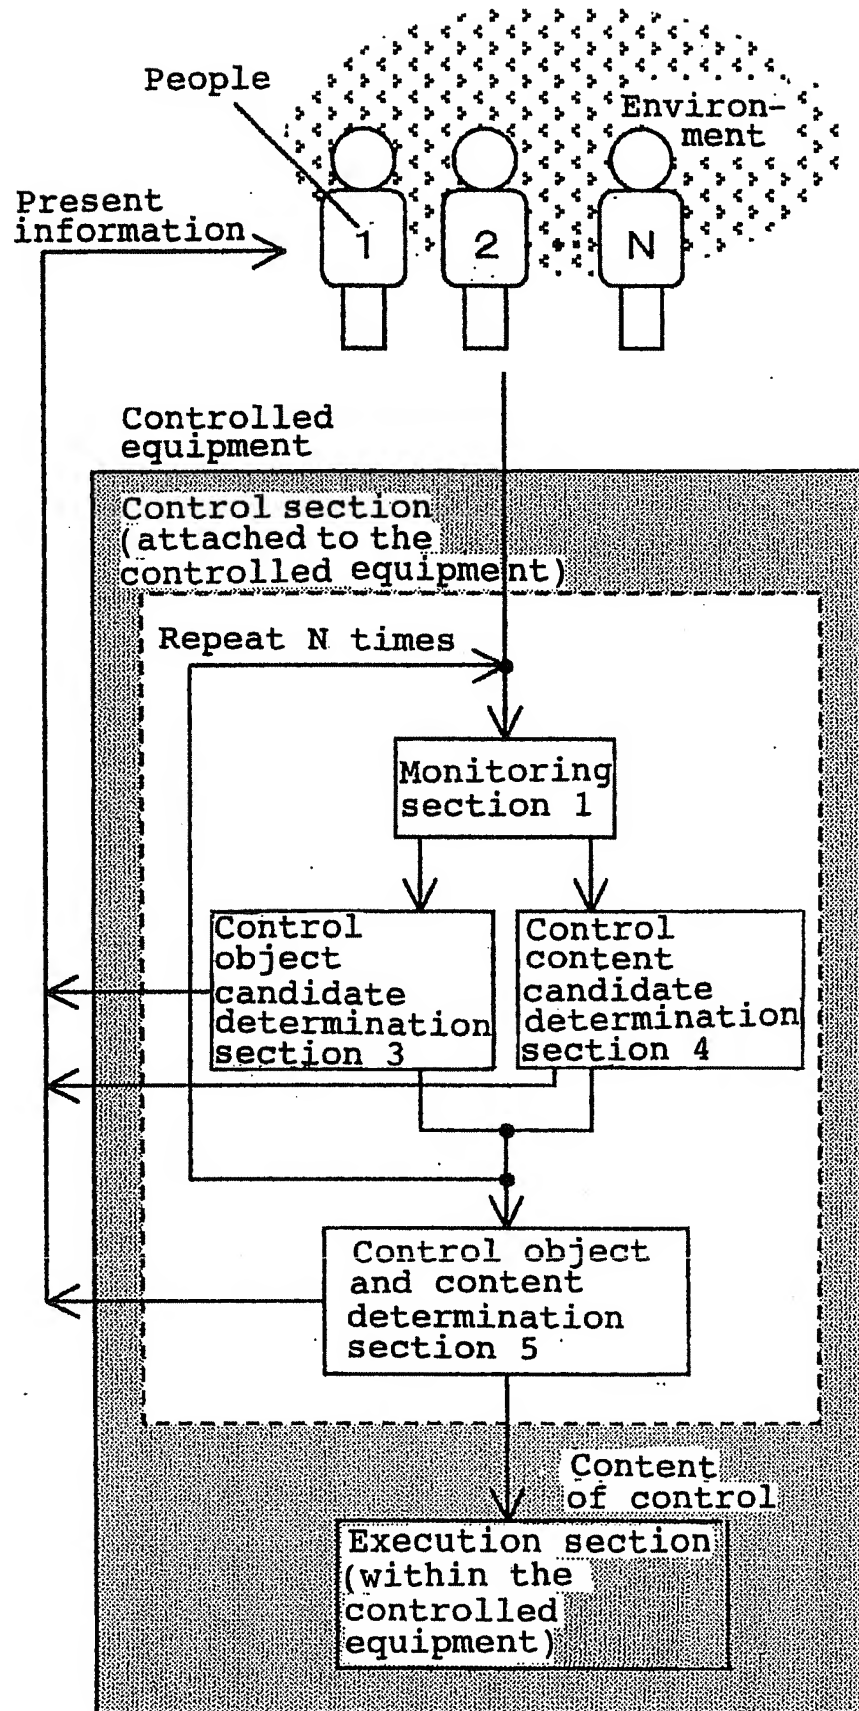 People
Environ-
ment
Present
information
1
2
N
Controlled
equipment
Control section
(attached to the
controlled equipment)
Repeat N times
Monitoring
section 1
Control
object
candidate
determination
section 3
Control
content
candidate
determination
section 4
Control object
and content
determination
section 5
Content
of control
Execution section
(within the
controlled
equipment)